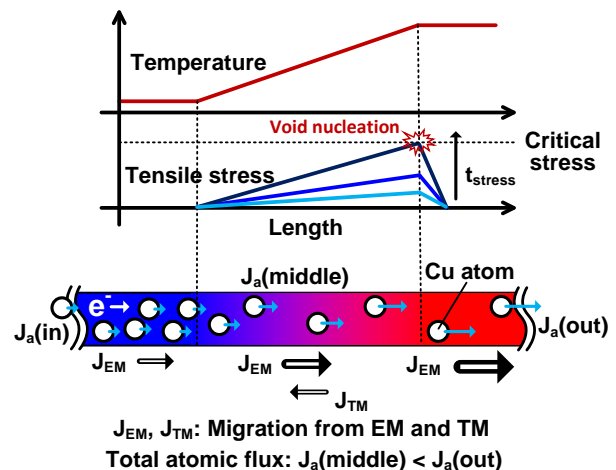 Temperature
Void nucleation
Critical
stress
Tensile stress
t_stress
Length
J_a(middle)
Cu atom
e⁻
J_a(in)
J_a(out)
J_EM
J_EM
J_EM
J_TM
J_EM, J_TM: Migration from EM and TM
Total atomic flux: J_a(middle) < J_a(out)